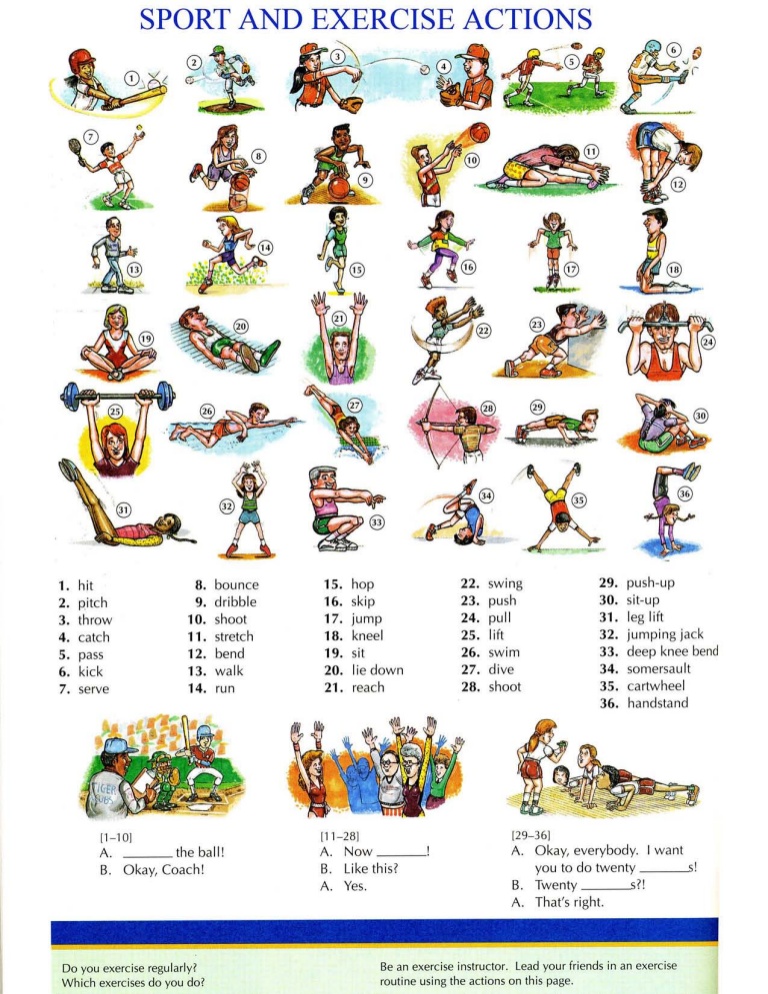 SPORT AND EXERCISE ACTIONS
1
2
3
4
5
6
7
8
9
10
11
12
13
14
15
16
17
18
19
20
21
22
23
24
25
26
27
28
29
30
31
32
33
34
35
36
1. hit
2. pitch
3. throw
4. catch
5. pass
6. kick
7. serve
8. bounce
9. dribble
10. shoot
11. stretch
12. bend
13. walk
14. run
15. hop
16. skip
17. jump
18. kneel
19. sit
20. lie down
21. reach
22. swing
23. push
24. pull
25. lift
26. swim
27. dive
28. shoot
29. push-up
30. sit-up
31. leg lift
32. jumping jack
33. deep knee bend
34. somersault
35. cartwheel
36. handstand
TIGER
[1–10]
A. ________ the ball!
B. Okay, Coach!
[11–28]
A. Now ________!
B. Like this?
A. Yes.
[29–36]
A. Okay, everybody. I want
you to do twenty ________s!
B. Twenty ________s?!
A. That's right.
Do you exercise regularly?
Which exercises do you do?
Be an exercise instructor. Lead your friends in an exercise
routine using the actions on this page.